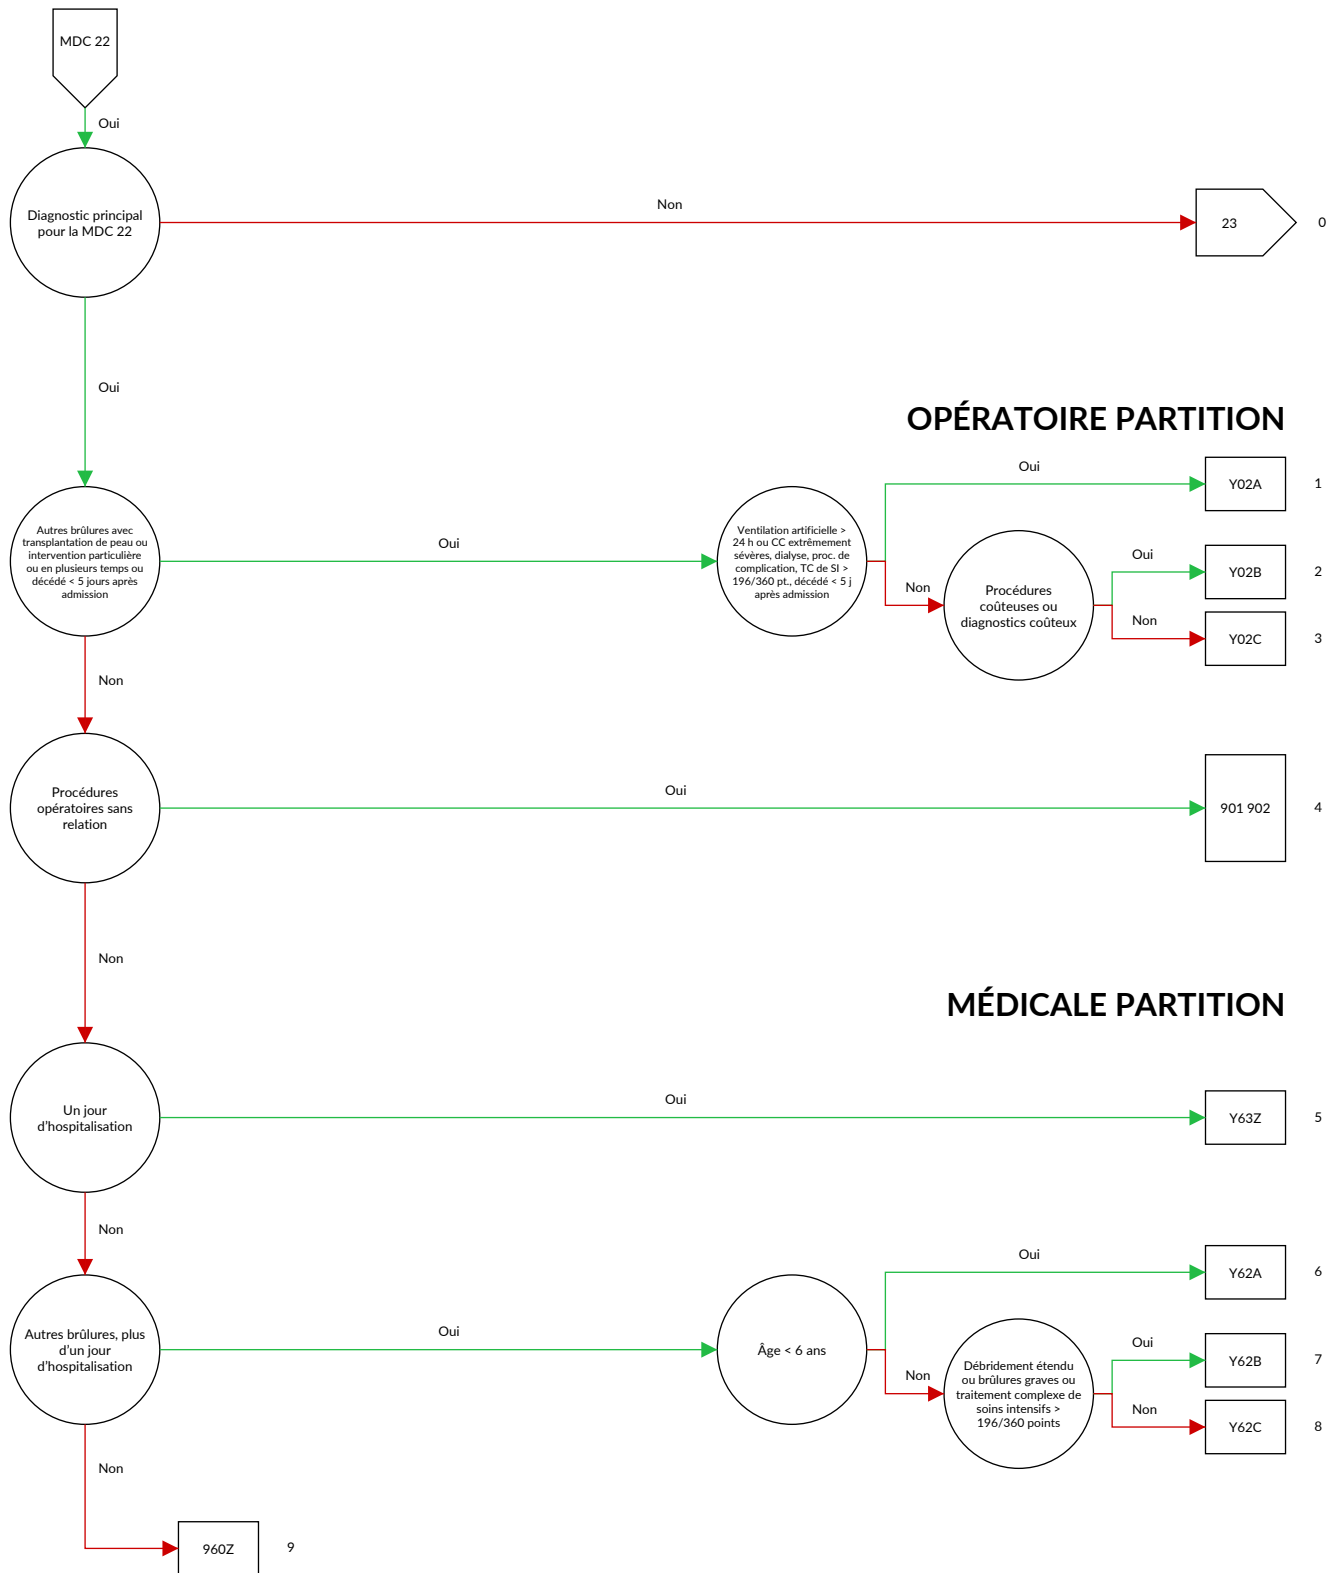 MDC 22
Oui
Diagnostic principal
pour la MDC 22
Non
23
0
Oui
OPÉRATOIRE PARTITION
Autres brûlures avec
transplantation de peau ou
intervention particulière
ou en plusieurs temps ou
décédé < 5 jours après
admission
Oui
Ventilation artificielle >
24 h ou CC extrêmement
sévères, dialyse, proc. de
complication, TC de SI >
196/360 pt., décédé < 5 j
après admission
Oui
Y02A
1
Non
Procédures
coûteuses ou
diagnostics coûteux
Oui
Y02B
2
Non
Y02C
3
Non
Procédures
opératoires sans
relation
Oui
901 902
4
Non
MÉDICALE PARTITION
Un jour
d'hospitalisation
Oui
Y63Z
5
Non
Autres brûlures, plus
d'un jour
d'hospitalisation
Oui
Âge < 6 ans
Oui
Y62A
6
Non
Débridement étendu
ou brûlures graves ou
traitement complexe de
soins intensifs >
196/360 points
Oui
Y62B
7
Non
Y62C
8
Non
960Z
9